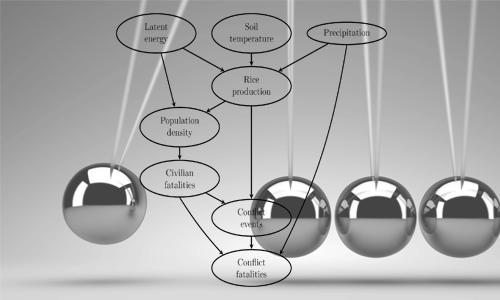 Latent
energy
Soil
temperature
Precipitation
Rice
production
Population
density
Civilian
fatalities
Conflict
events
Conflict
fatalities